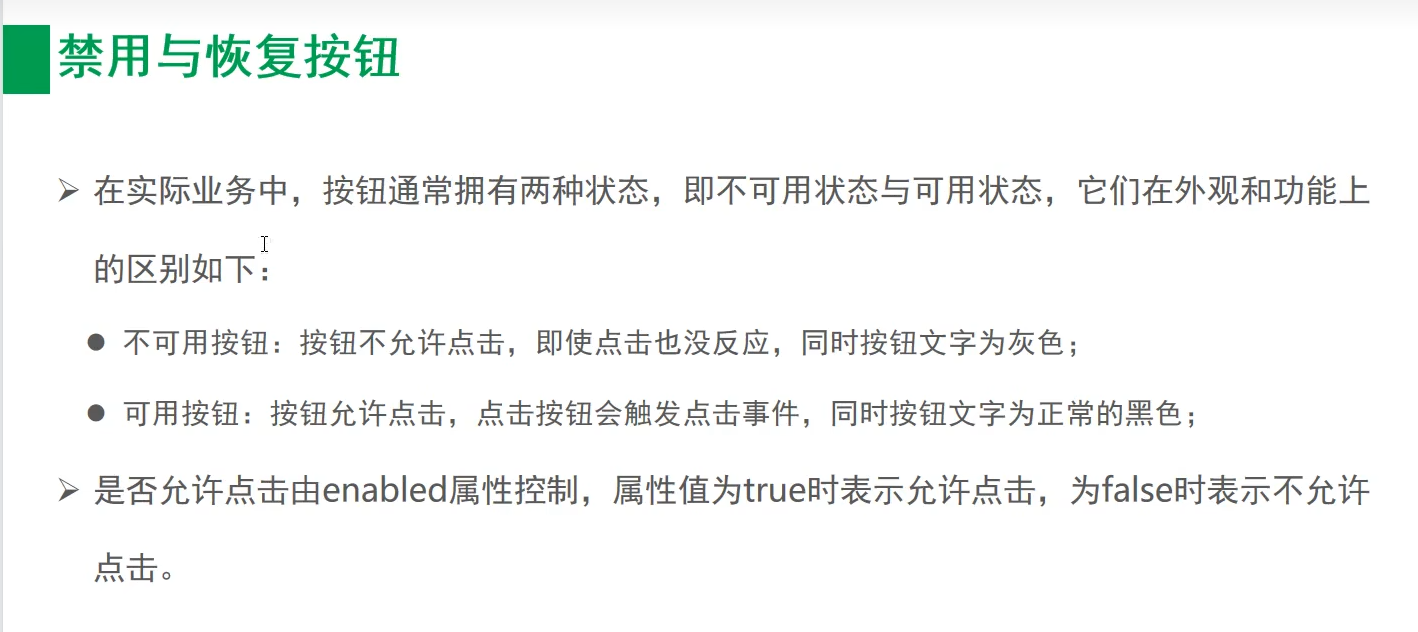 禁用与恢复按钮
在实际业务中，按钮通常拥有两种状态，即不可用状态与可用状态，它们在外观和功能上
的区别如下：
不可用按钮：按钮不允许点击，即使点击也没反应，同时按钮文字为灰色；
可用按钮：按钮允许点击，点击按钮会触发点击事件，同时按钮文字为正常的黑色；
是否允许点击由enabled属性控制，属性值为true时表示允许点击，为false时表示不允许
点击。